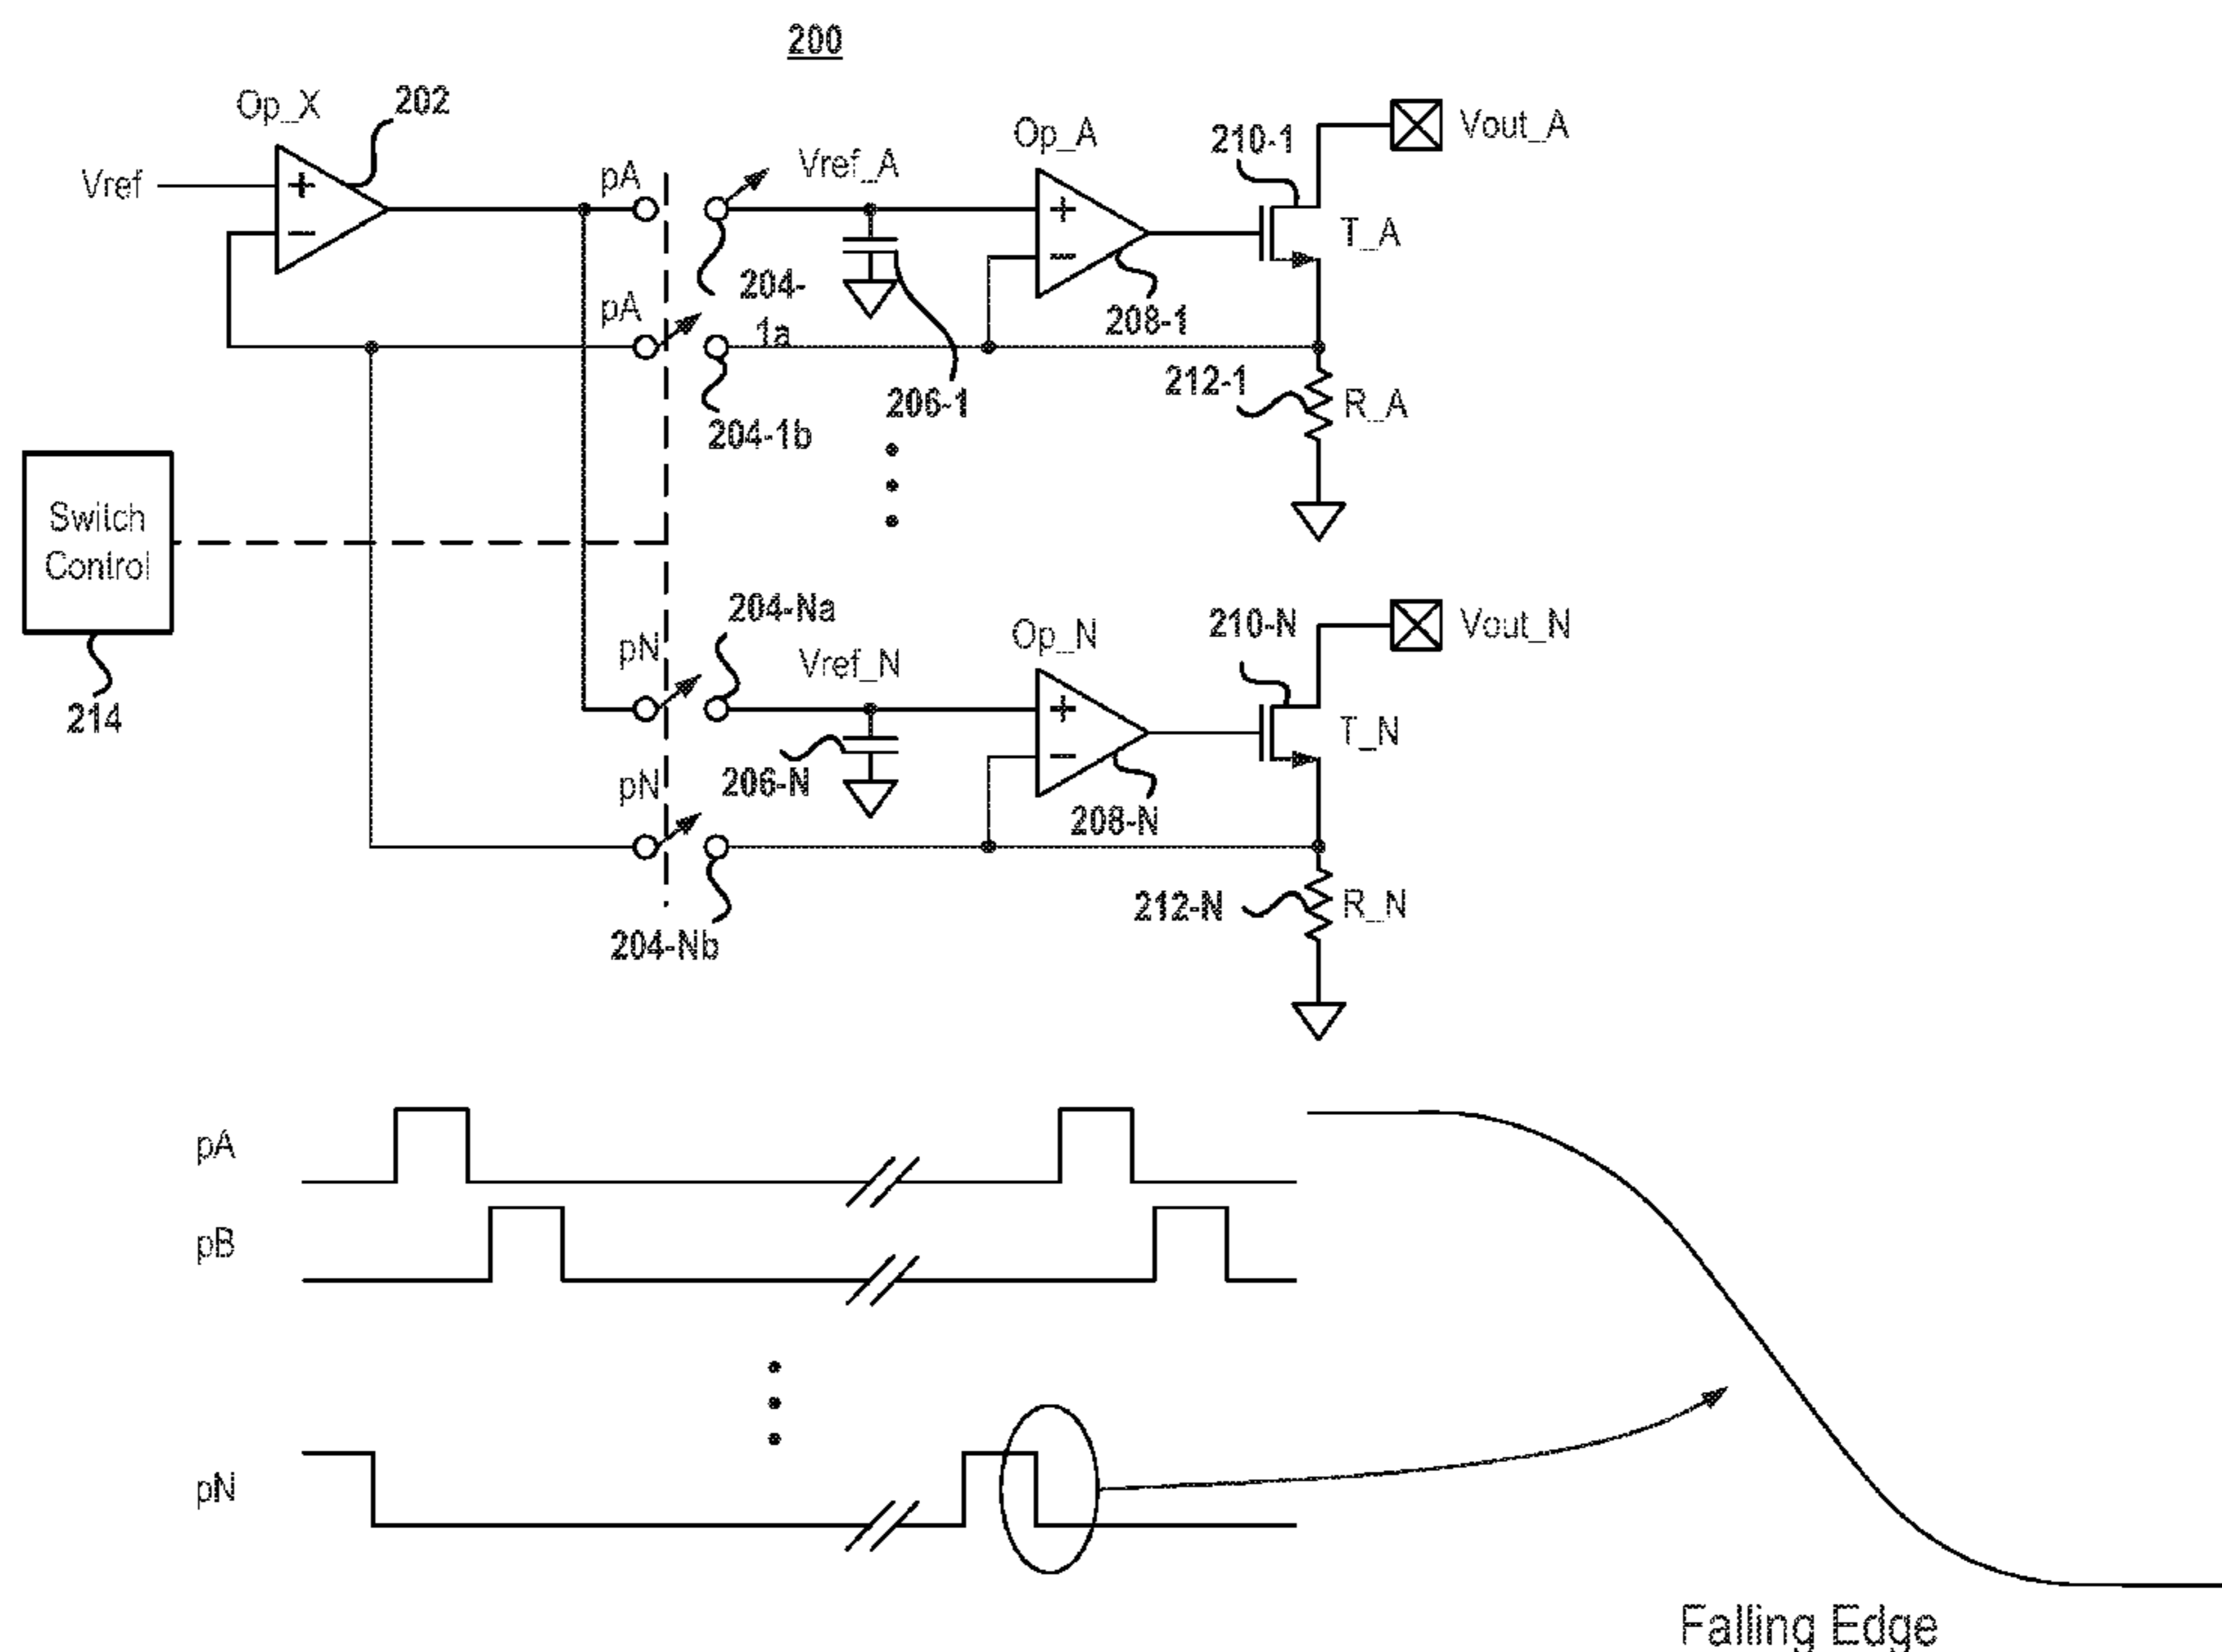 200
Op_X
202
Vref
+
−
pA
Vref_A
Op_A
210-1
Vout_A
+
−
T_A
204-
1a
pA
208-1
204-1b
206-1
212-1
R_A
Switch
Control
214
204-Na
pN
Vref_N
Op_N
210-N
Vout_N
+
−
T_N
pN
206-N
208-N
204-Nb
212-N
R_N
pA
pB
pN
Falling Edge